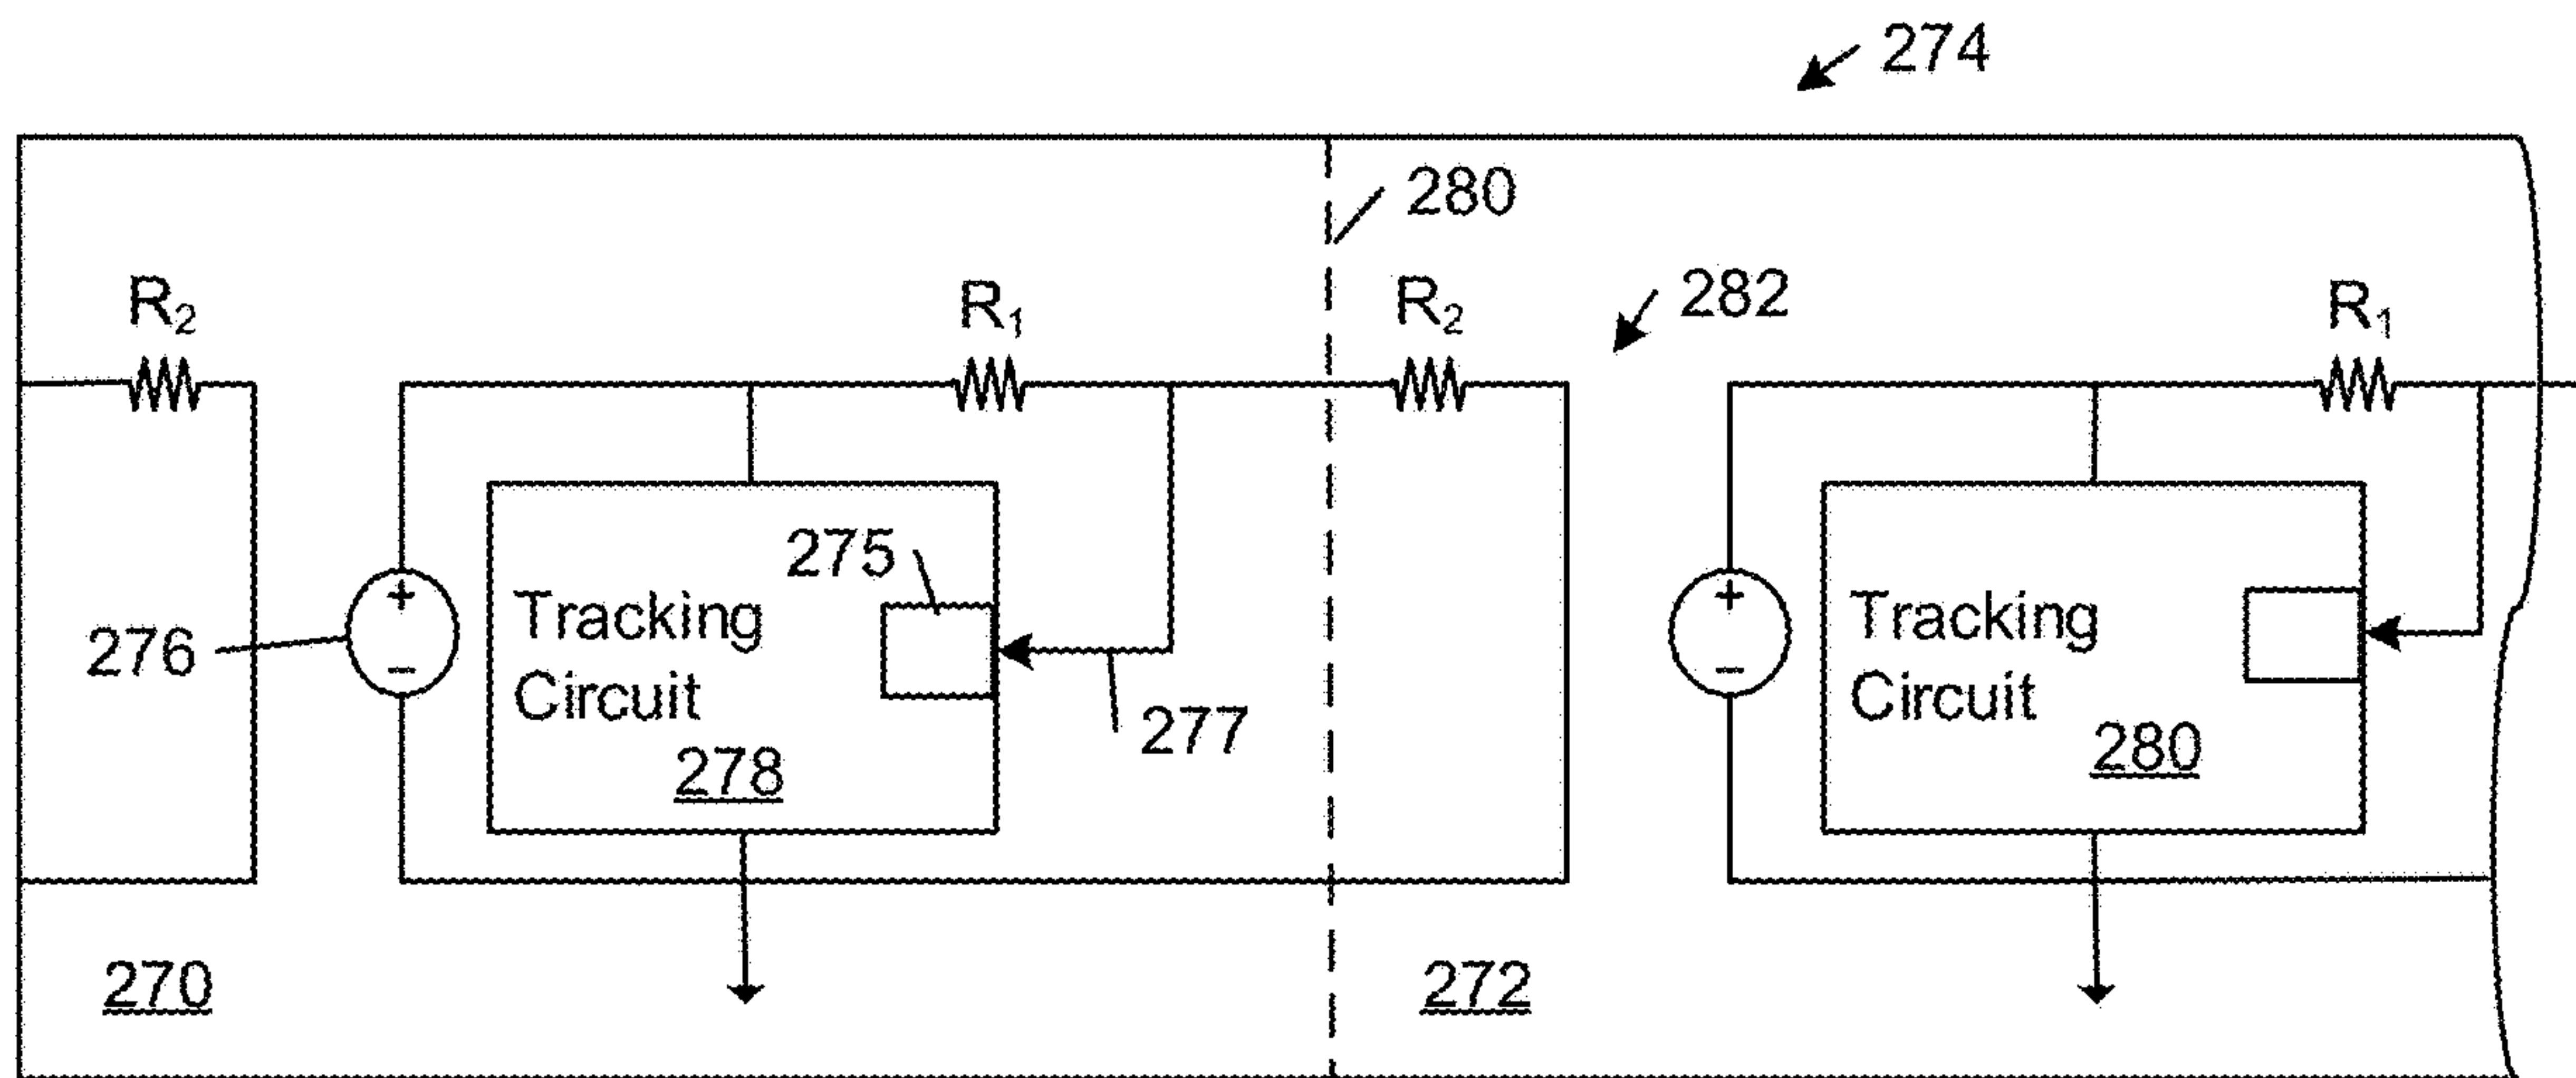 274
280
R₂
R₁
R₂
282
R₁
275
+
+
Tracking
Circuit
Tracking
Circuit
276
−
−
277
278
280
270
272